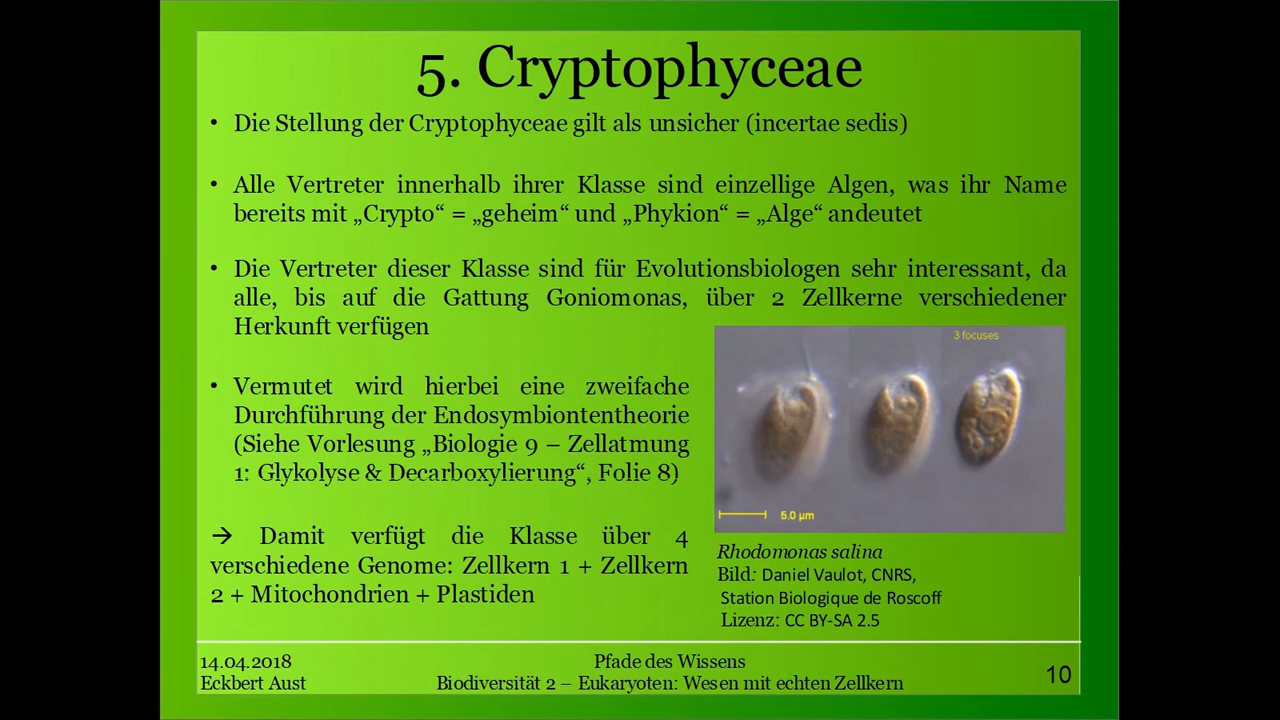 5. Cryptophyceae
• Die Stellung der Cryptophyceae gilt als unsicher (incertae sedis)
• Alle Vertreter innerhalb ihrer Klasse sind einzellige Algen, was ihr Name
bereits mit „Crypto“ = „geheim“ und „Phykion“ = „Alge“ andeutet
• Die Vertreter dieser Klasse sind für Evolutionsbiologen sehr interessant, da
alle, bis auf die Gattung Goniomonas, über 2 Zellkerne verschiedener
Herkunft verfügen
• Vermutet wird hierbei eine zweifache
Durchführung der Endosymbiontentheorie
(Siehe Vorlesung „Biologie 9 – Zellatmung
1: Glykolyse & Decarboxylierung“, Folie 8)
→ Damit verfügt die Klasse über 4
verschiedene Genome: Zellkern 1 + Zellkern
2 + Mitochondrien + Plastiden
3 focuses
5.0 µm
Rhodomonas salina
Bild: Daniel Vaulot, CNRS,
Station Biologique de Roscoff
Lizenz: CC BY-SA 2.5
14.04.2018
Eckbert Aust
Pfade des Wissens
Biodiversität 2 – Eukaryoten: Wesen mit echten Zellkern
10